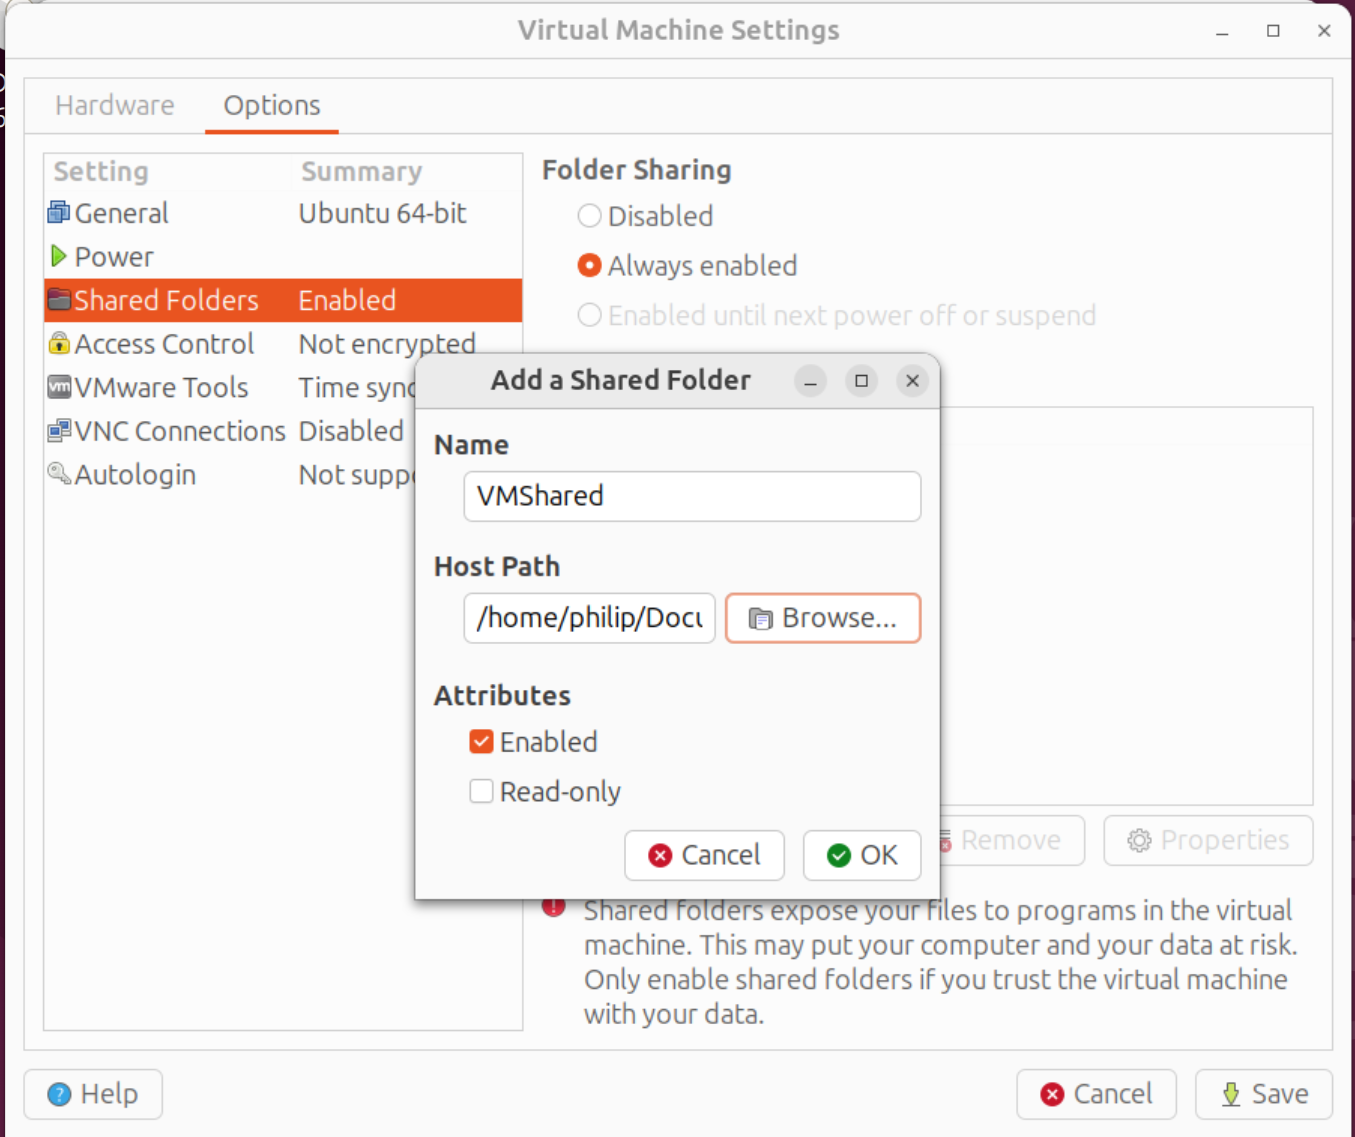 Virtual Machine Settings
Hardware Options
Setting Summary
General Ubuntu 64-bit
Power
Shared Folders Enabled
Access Control Not encrypted
VMware Tools Time sync
VNC Connections Disabled
Autologin Not supp
Folder Sharing
Disabled
Always enabled
Enabled until next power off or suspend
Add a Shared Folder
Name
VMShared
Host Path
/home/philip/Docu
Browse...
Attributes
Enabled
Read-only
Cancel OK
Remove Properties
Shared folders expose your files to programs in the virtual
machine. This may put your computer and your data at risk.
Only enable shared folders if you trust the virtual machine
with your data.
Help Cancel Save